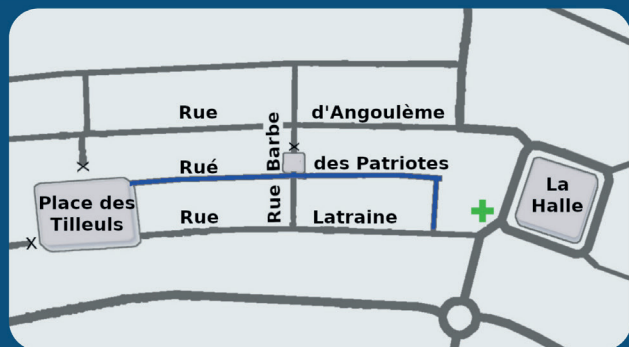 Rue d'Angoulème
Rue Barbe
Rué des Patriotes
Place des
Tilleuls
La
Halle
Rue Latraine